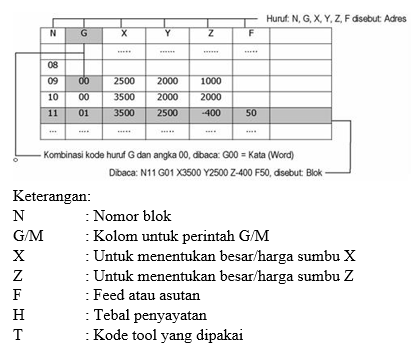 Huruf: N, G, X, Y, Z, F disebut: Adres
N G X Y Z F
..... ..... ..... ....
08
09 00 2500 2000 1000
10 00 3500 2000 2000
11 01 3500 2500 -400 50
... .... ..... .... .... ....
Kombinasi kode huruf G dan angka 00, dibaca: G00 = Kata (Word)
Dibaca: N11 G01 X3500 Y2500 Z-400 F50, disebut: Blok
Keterangan:
N : Nomor blok
G/M : Kolom untuk perintah G/M
X : Untuk menentukan besar/harga sumbu X
Z : Untuk menentukan besar/harga sumbu Z
F : Feed atau asutan
H : Tebal penyayatan
T : Kode tool yang dipakai